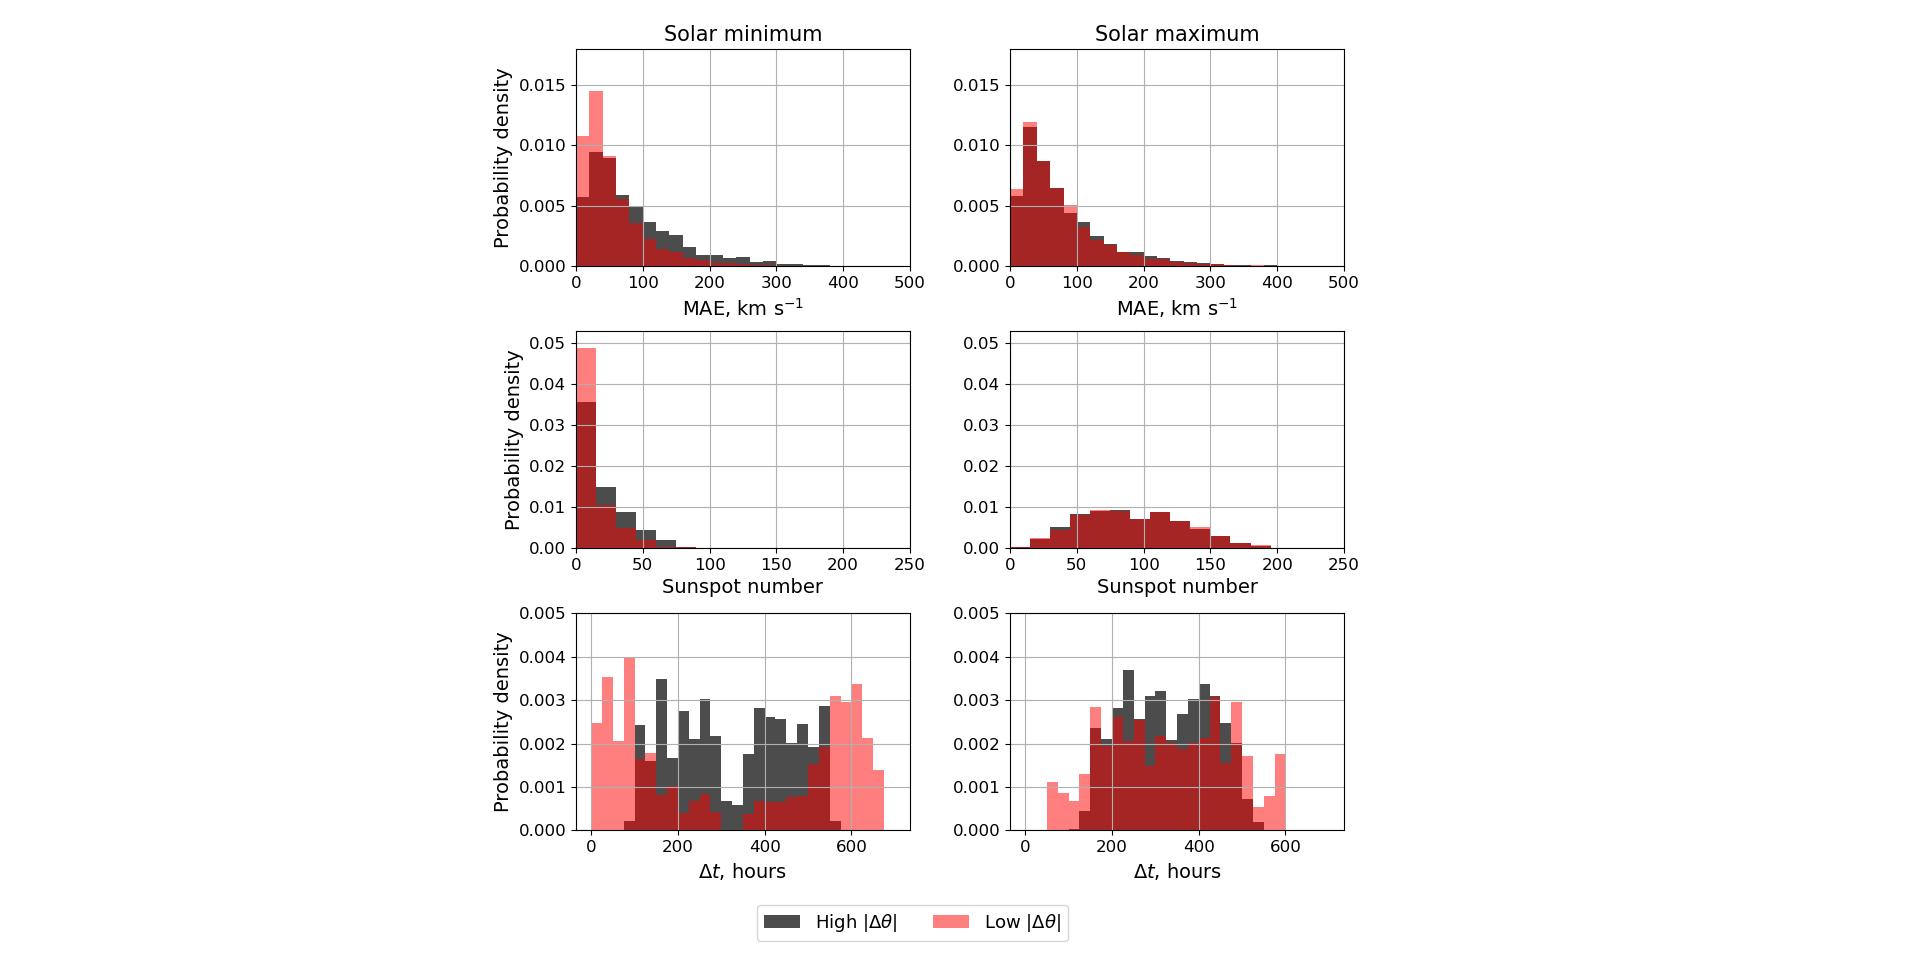 Solar minimum
Solar maximum
Probability density
0.015
0.010
0.005
0.000
0 100 200 300 400 500
MAE, km s⁻¹
0.015
0.010
0.005
0.000
0 100 200 300 400 500
MAE, km s⁻¹
Probability density
0.05
0.04
0.03
0.02
0.01
0.00
0 50 100 150 200 250
Sunspot number
0.05
0.04
0.03
0.02
0.01
0.00
0 50 100 150 200 250
Sunspot number
Probability density
0.005
0.004
0.003
0.002
0.001
0.000
0 200 400 600
Δt, hours
0.005
0.004
0.003
0.002
0.001
0.000
0 200 400 600
Δt, hours
High |Δθ| Low |Δθ|